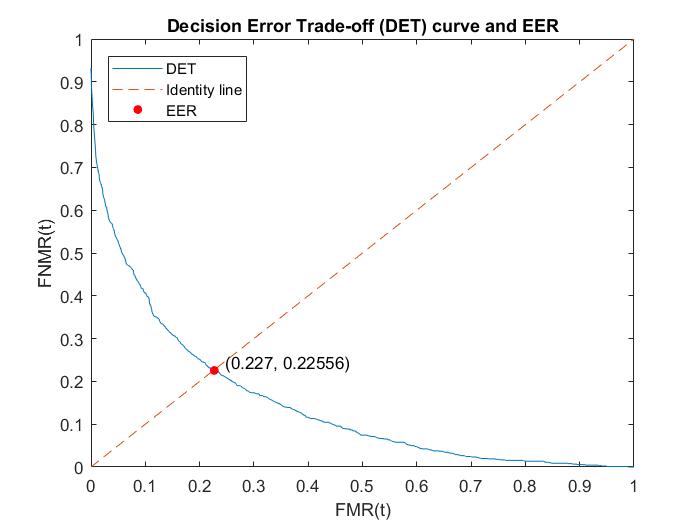 Decision Error Trade-off (DET) curve and EER
1
0.9
0.8
0.7
0.6
0.5
0.4
0.3
0.2
0.1
0
FNMR(t)
DET
Identity line
EER
(0.227, 0.22556)
0 0.1 0.2 0.3 0.4 0.5 0.6 0.7 0.8 0.9 1
FMR(t)